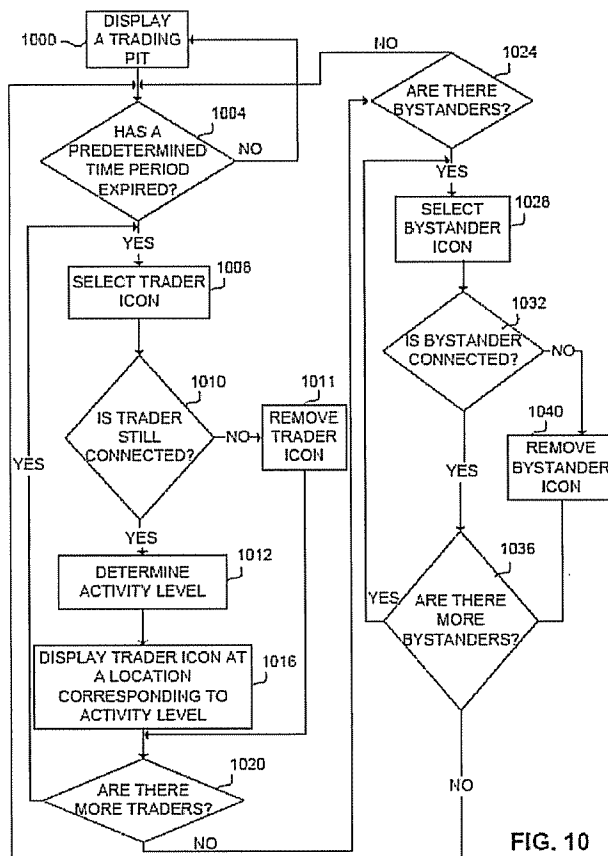 1000
DISPLAY
A TRADING
PIT
1004
HAS A
PREDETERMINED
TIME PERIOD
EXPIRED?
NO
YES
1008
SELECT TRADER
ICON
1010
IS TRADER
STILL
CONNECTED?
NO
1011
REMOVE
TRADER
ICON
YES
YES
1012
DETERMINE
ACTIVITY LEVEL
1016
DISPLAY TRADER ICON AT
A LOCATION
CORRESPONDING TO
ACTIVITY LEVEL
1020
ARE THERE
MORE TRADERS?
NO
NO
1024
ARE THERE
BYSTANDERS?
YES
1028
SELECT
BYSTANDER
ICON
1032
IS BYSTANDER
CONNECTED?
NO
1040
REMOVE
BYSTANDER
ICON
YES
1036
YES
ARE THERE
MORE
BYSTANDERS?
NO
FIG. 10